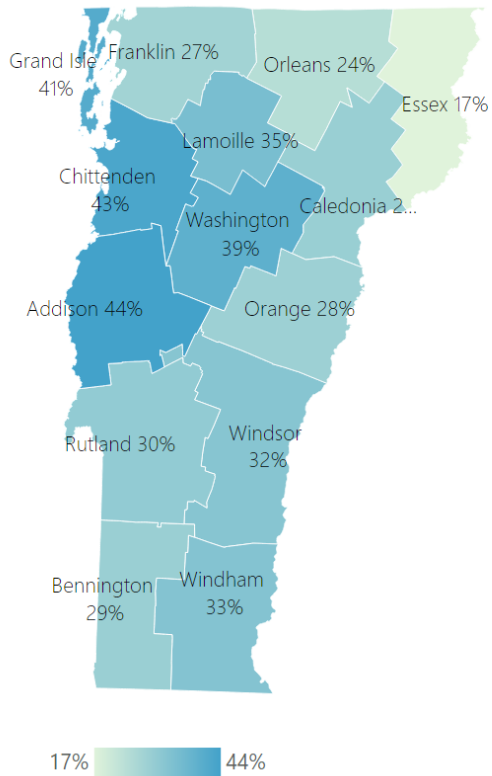 Franklin 27%
Grand Isle
41%
Orleans 24%
Essex 17%
Lamoille 35%
Chittenden
43%
Caledonia 2...
Washington
39%
Addison 44%
Orange 28%
Rutland 30%
Windsor
32%
Bennington
29%
Windham
33%
17%
44%